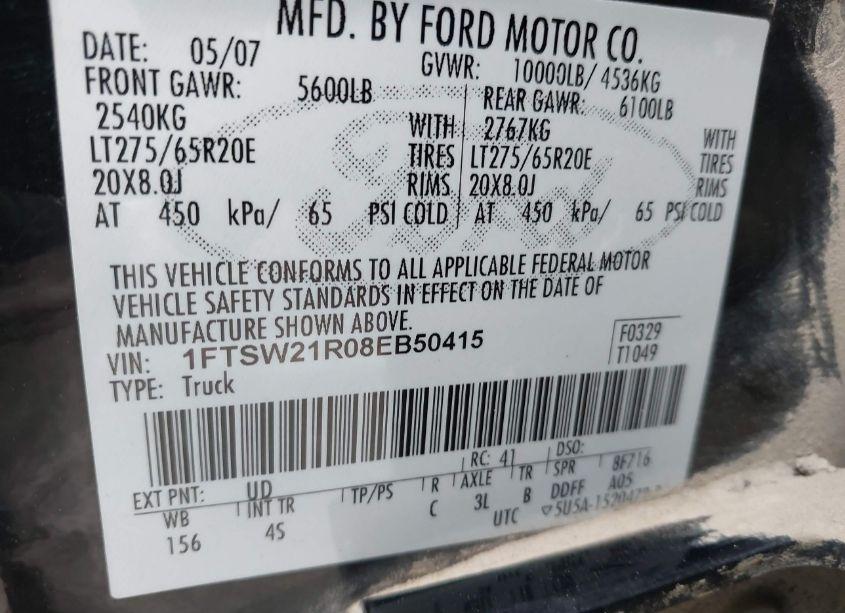 MFD. BY FORD MOTOR CO.
DATE: 05/07 GVWR: 10000LB/ 4536KG
FRONT GAWR: 5600LB REAR GAWR: 6100LB
2540KG WITH 2767KG WITH
LT275/65R20E TIRES LT275/65R20E TIRES
20X8.0J RIMS 20X8.0J RIMS
AT 450 kPa/ 65 PSI COLD AT 450 kPa/ 65 PSI COLD
Ford
THIS VEHICLE CONFORMS TO ALL APPLICABLE FEDERAL MOTOR
VEHICLE SAFETY STANDARDS IN EFFECT ON THE DATE OF
MANUFACTURE SHOWN ABOVE.
VIN: 1FTSW21R08EB50415 F0329
TYPE: Truck T1049
EXT PNT: UD RC: 41 DSO:
WB INT TR TP/PS R AXLE TR SPR 8F716
156 4S C 3L B DDFF A05
UTC